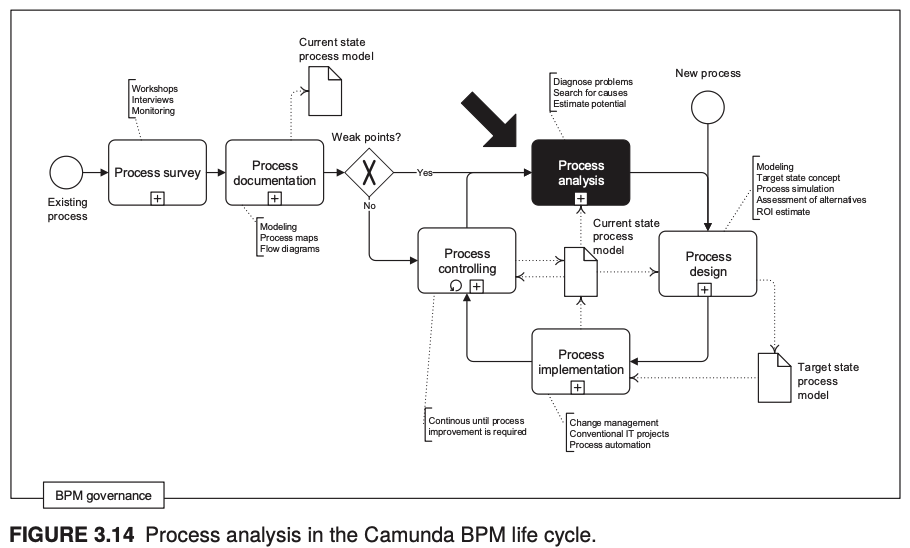 Current state
process model
Workshops
Interviews
Monitoring
Diagnose problems
Search for causes
Estimate potential
New process
Weak points?
Process survey
Process
documentation
X
Yes
No
Process
analysis
Existing
process
Modeling
Process maps
Flow diagrams
Modeling
Target state concept
Process simulation
Assessment of alternatives
ROI estimate
Process
controlling
Current state
process
model
Process
design
Process
implementation
Target state
process
model
Continous until process
improvement is required
Change management
Conventional IT projects
Process automation
BPM governance
FIGURE 3.14 Process analysis in the Camunda BPM life cycle.